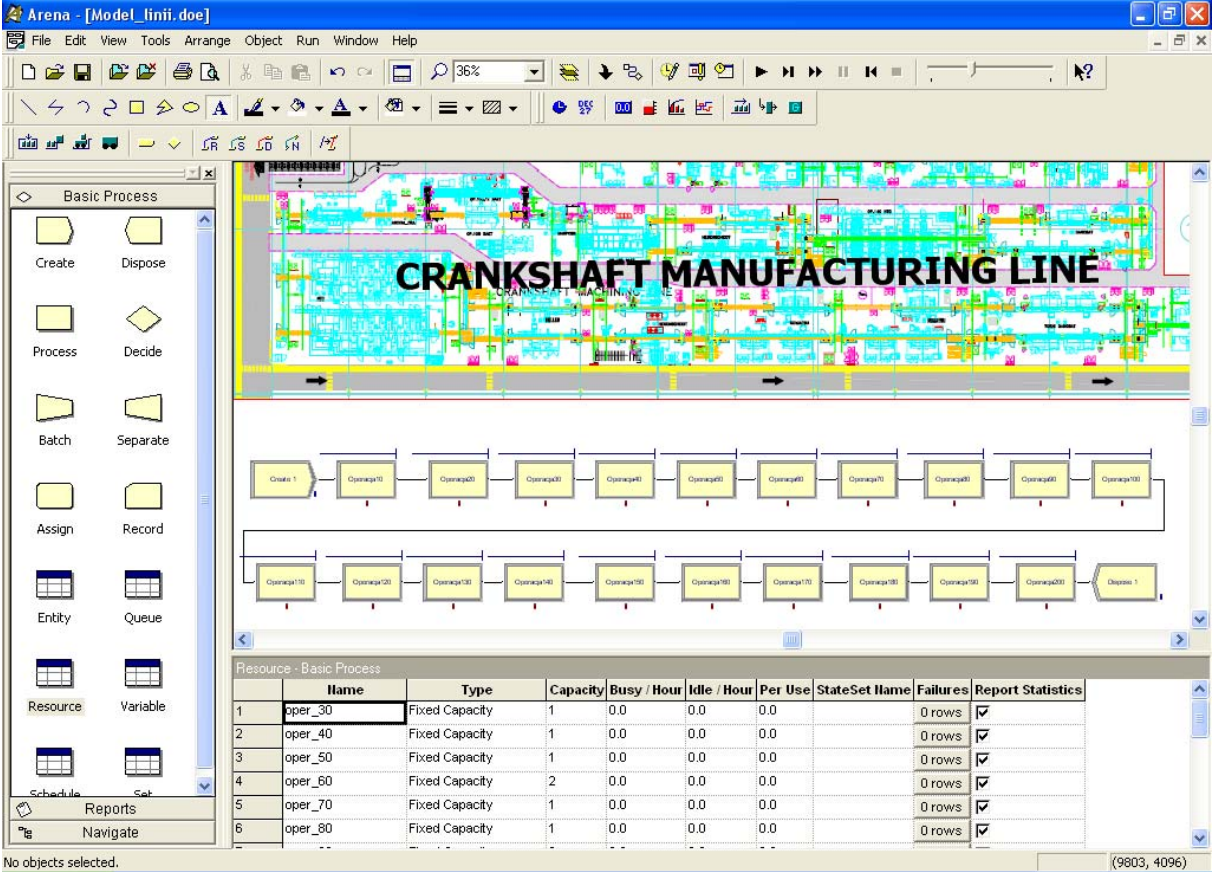 Arena - [Model_linii.doe]
File Edit View Tools Arrange Object Run Window Help
36%
Basic Process
Create Dispose
Process Decide
Batch Separate
Assign Record
Entity Queue
Resource Variable
Schedule Set
Reports
Navigate
CRANKSHAFT MANUFACTURING LINE
Create 1 Operacja10 Operacja20 Operacja30 Operacja40 Operacja50 Operacja60 Operacja70 Operacja80 Operacja90 Operacja100
Operacja110 Operacja120 Operacja130 Operacja140 Operacja150 Operacja160 Operacja170 Operacja180 Operacja190 Operacja200 Dispose 1
Resource - Basic Process
Name Type Capacity Busy / Hour Idle / Hour Per Use StateSet Name Failures Report Statistics
1 oper_30 Fixed Capacity 1 0.0 0.0 0.0 0 rows
2 oper_40 Fixed Capacity 1 0.0 0.0 0.0 0 rows
3 oper_50 Fixed Capacity 1 0.0 0.0 0.0 0 rows
4 oper_60 Fixed Capacity 2 0.0 0.0 0.0 0 rows
5 oper_70 Fixed Capacity 1 0.0 0.0 0.0 0 rows
6 oper_80 Fixed Capacity 1 0.0 0.0 0.0 0 rows
No objects selected.
(9803, 4096)